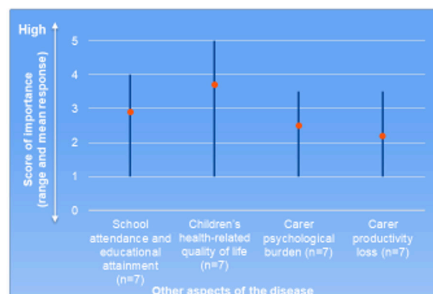 High
Score of importance
(range and mean response)
5
4
3
2
1
0
School
attendance and
educational
attainment
(n=7)
Children's
health-related
quality of life
(n=7)
Carer
psychological
burden (n=7)
Carer
productivity
loss (n=7)
Other aspects of the disease